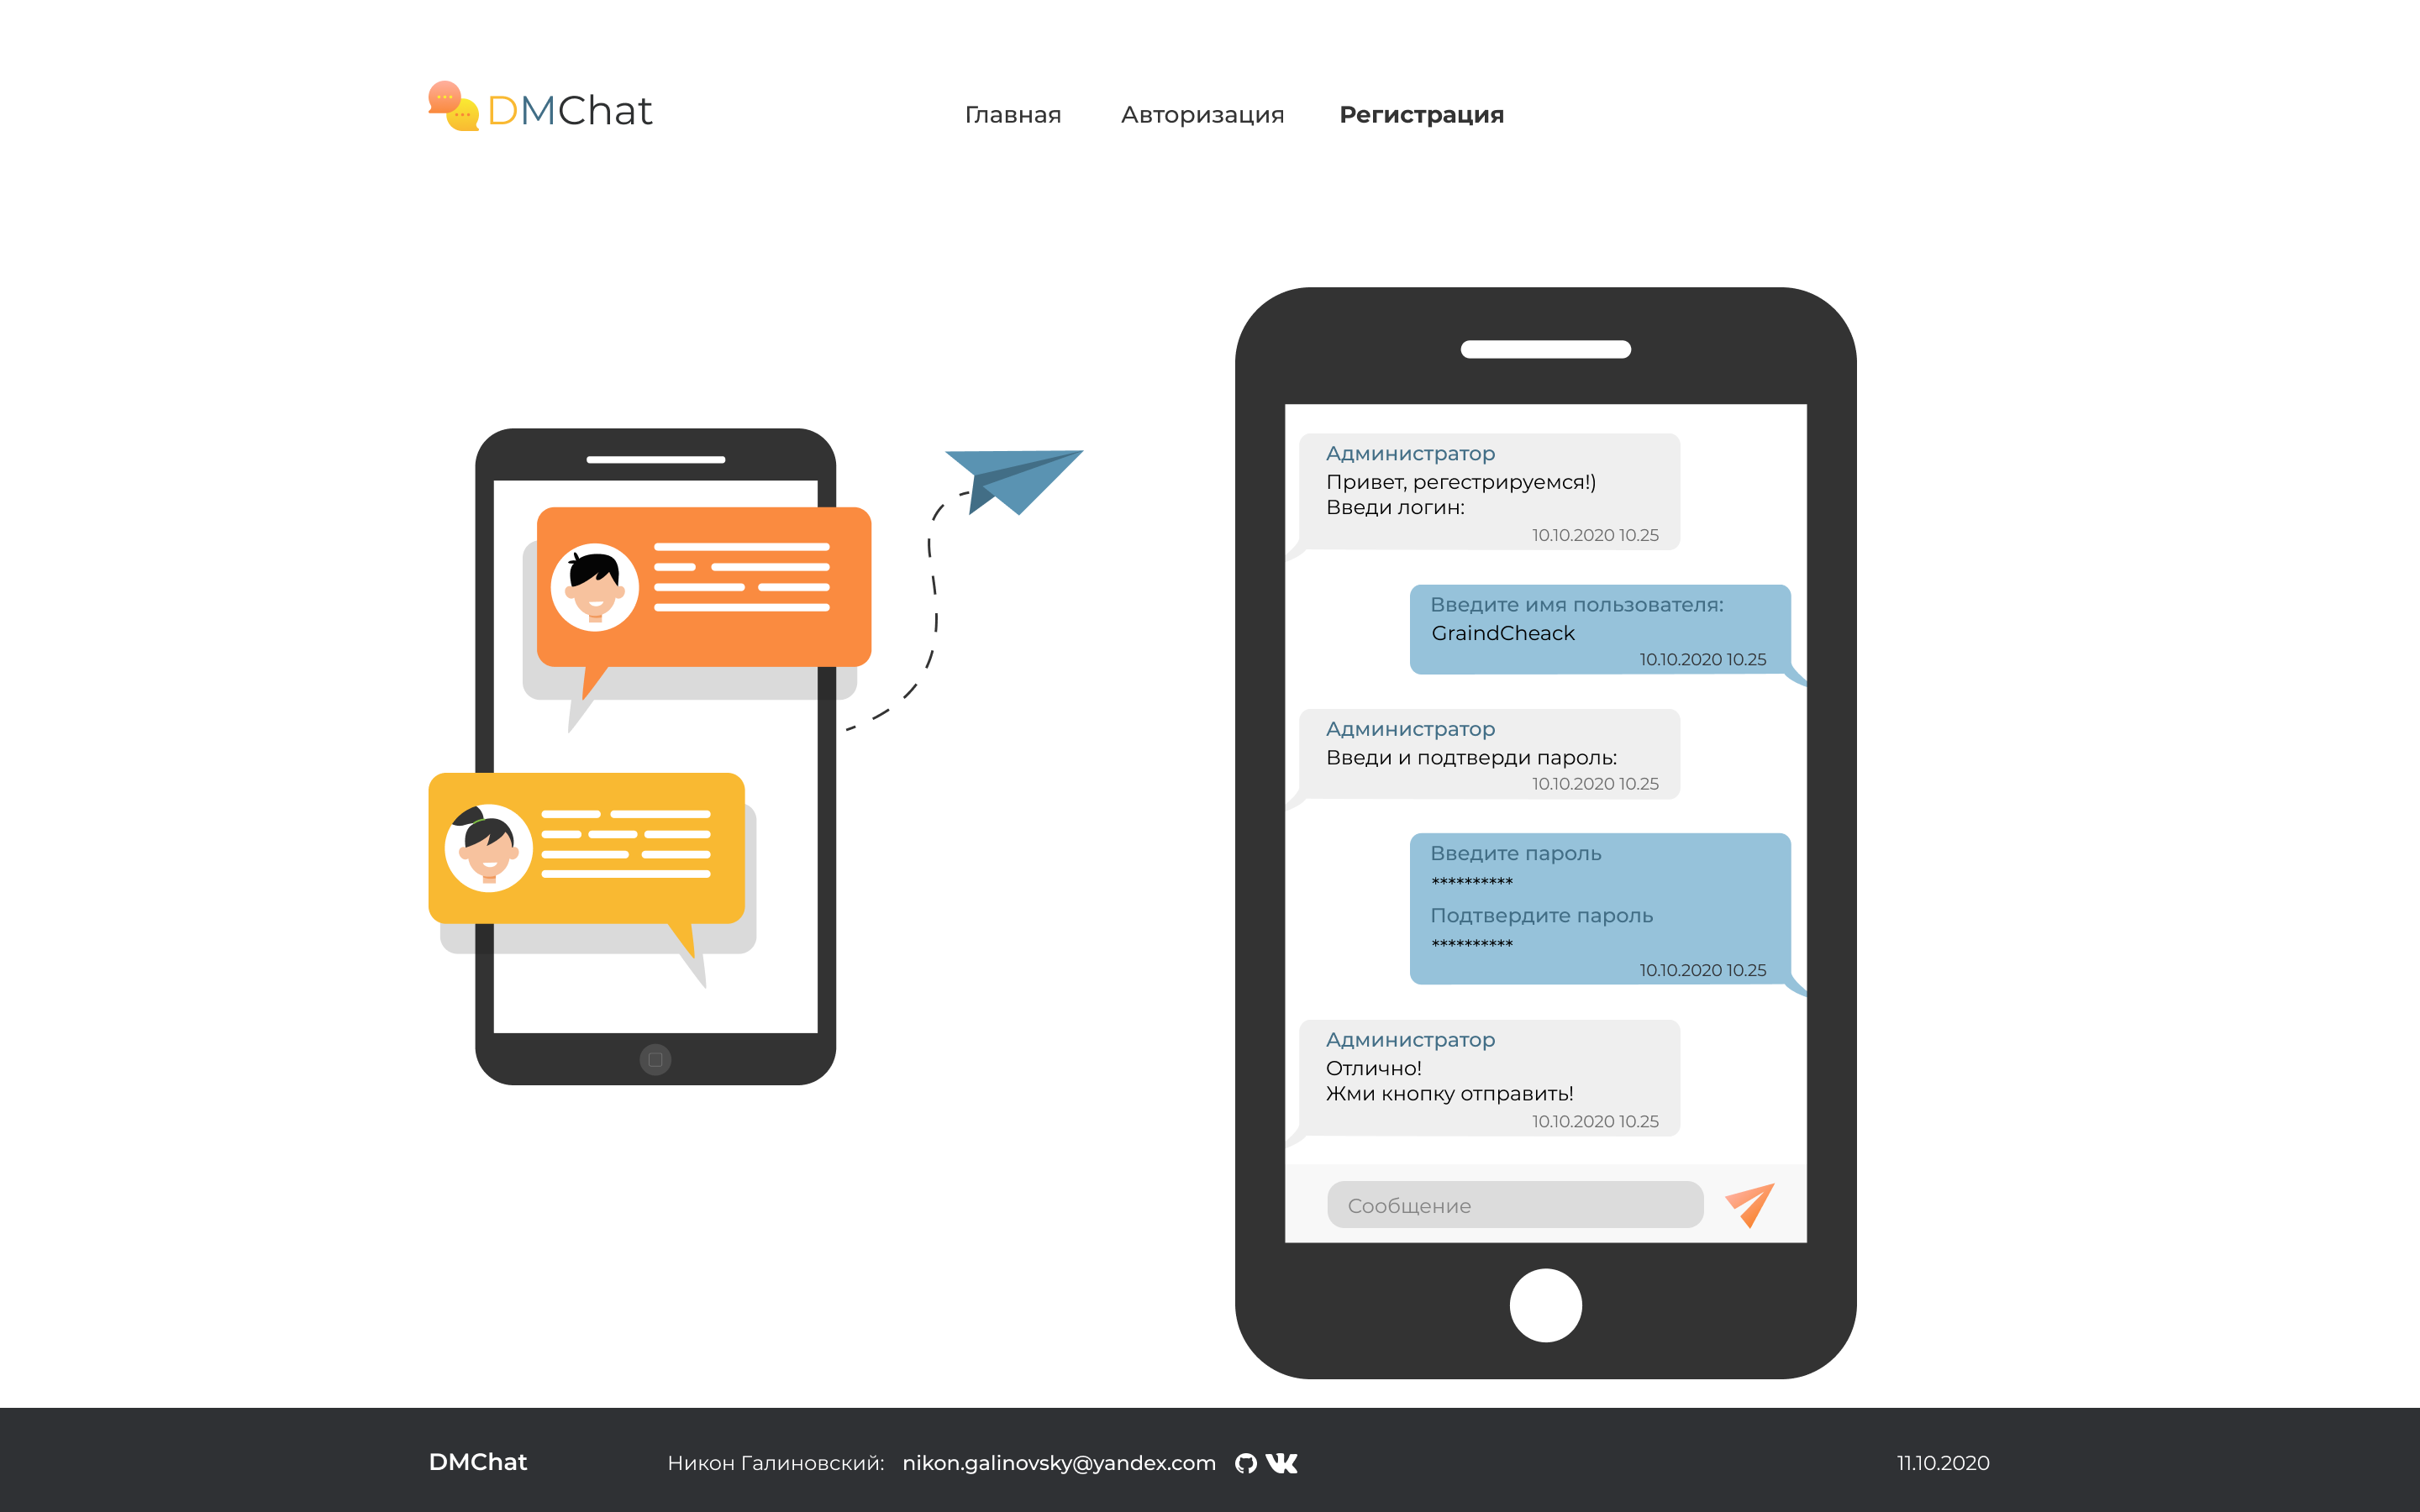 DMChat
Главная
Авторизация
Регистрация
Администратор
Привет, регестрируемся!)
Введи логин:
10.10.2020 10.25
Введите имя пользователя:
GraindCheack
10.10.2020 10.25
Администратор
Введи и подтверди пароль:
10.10.2020 10.25
Введите пароль
**********
Подтвердите пароль
**********
10.10.2020 10.25
Администратор
Отлично!
Жми кнопку отправить!
10.10.2020 10.25
Сообщение
DMChat
Никон Галиновский: nikon.galinovsky@yandex.com
11.10.2020